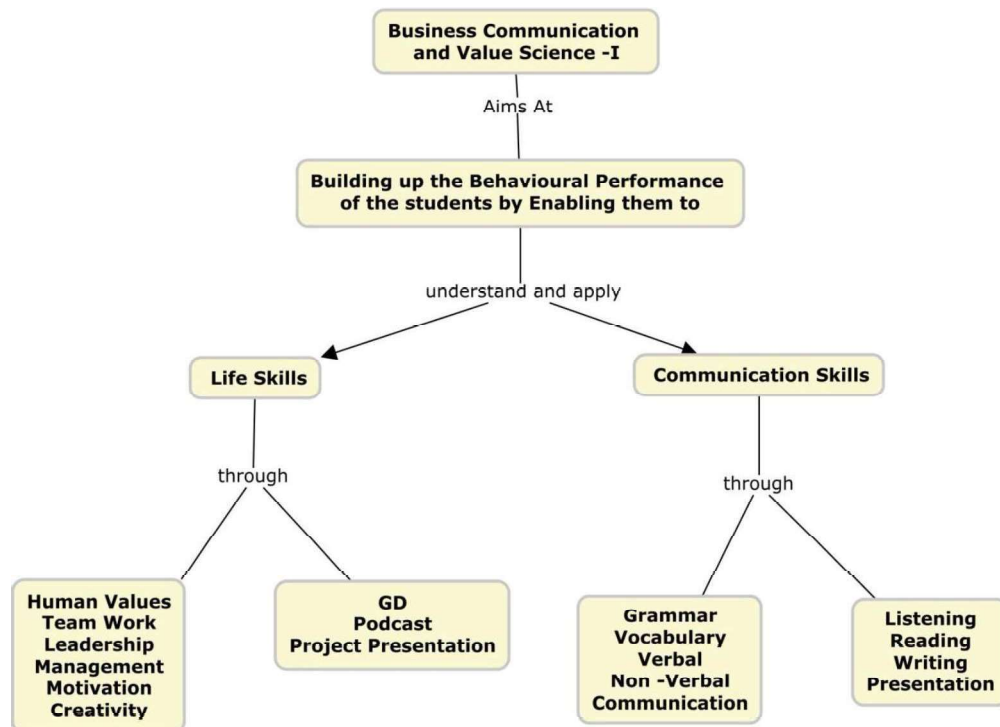 Business Communication
and Value Science -I
Aims At
Building up the Behavioural Performance
of the students by Enabling them to
understand and apply
Life Skills
Communication Skills
through
through
Human Values
Team Work
Leadership
Management
Motivation
Creativity
GD
Podcast
Project Presentation
Grammar
Vocabulary
Verbal
Non -Verbal
Communication
Listening
Reading
Writing
Presentation